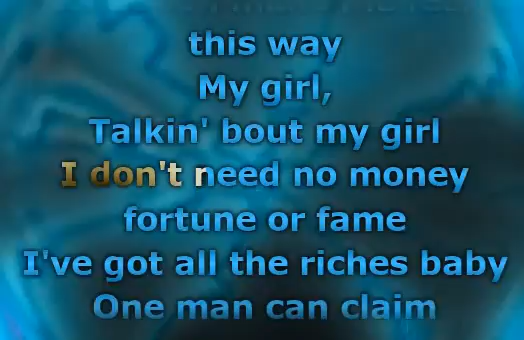 this way
My girl,
Talkin' bout my girl
I don't need no money
fortune or fame
I've got all the riches baby
One man can claim